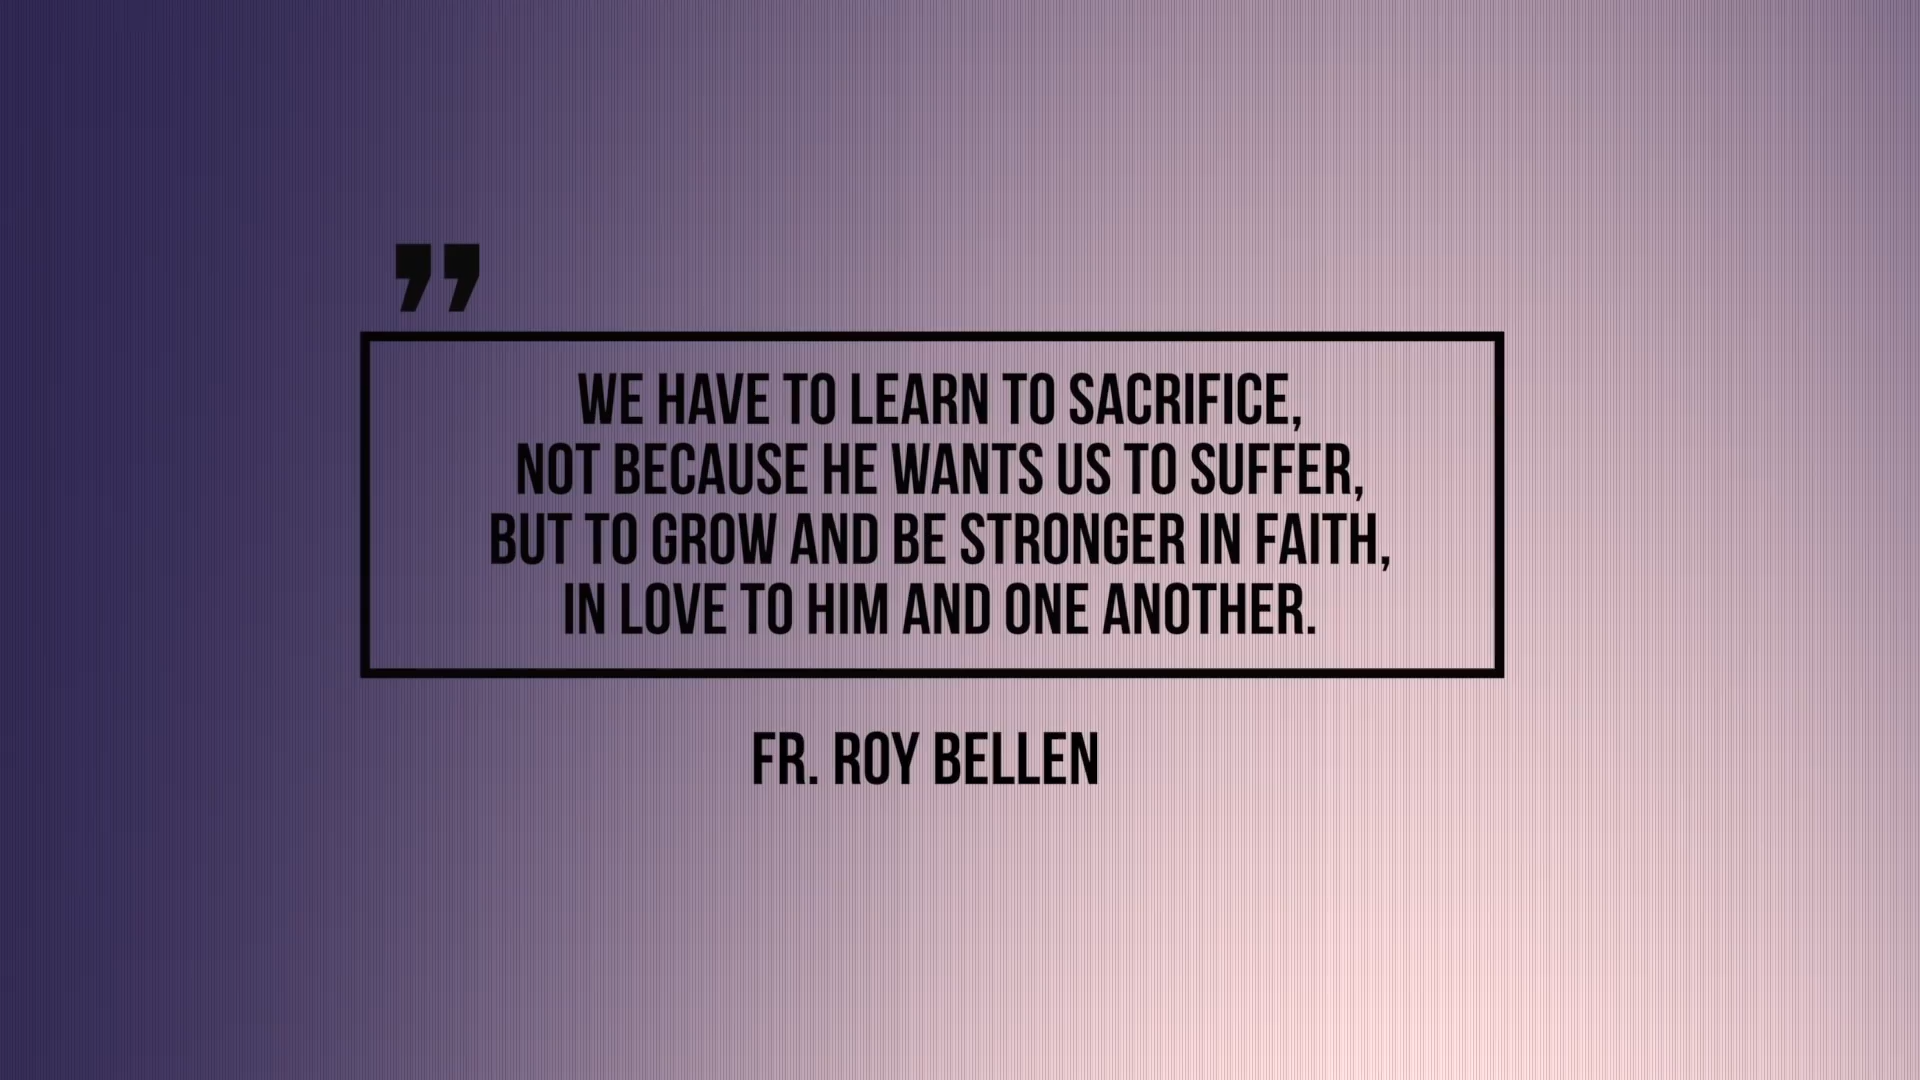 ”
WE HAVE TO LEARN TO SACRIFICE,
NOT BECAUSE HE WANTS US TO SUFFER,
BUT TO GROW AND BE STRONGER IN FAITH,
IN LOVE TO HIM AND ONE ANOTHER.
FR. ROY BELLEN